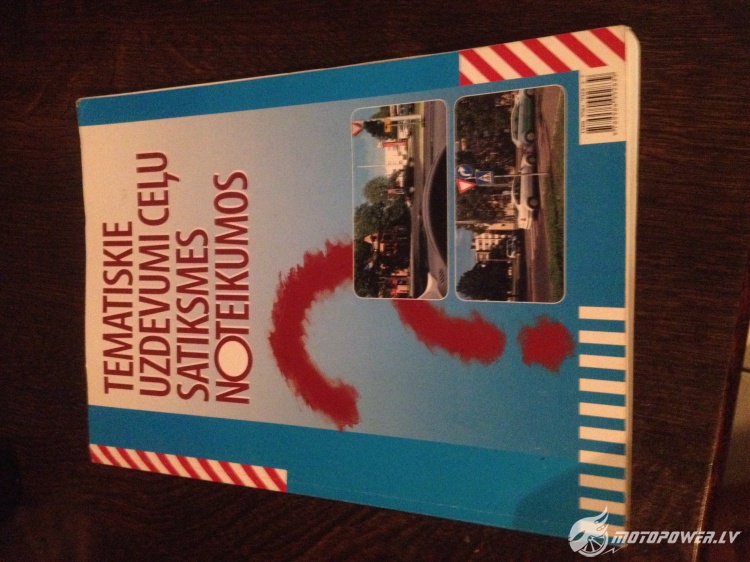 TEMATISKIE
UZDEVUMI CEĻU
SATIKSMES
NOTEIKUMOS
MOTOPOWER.LV